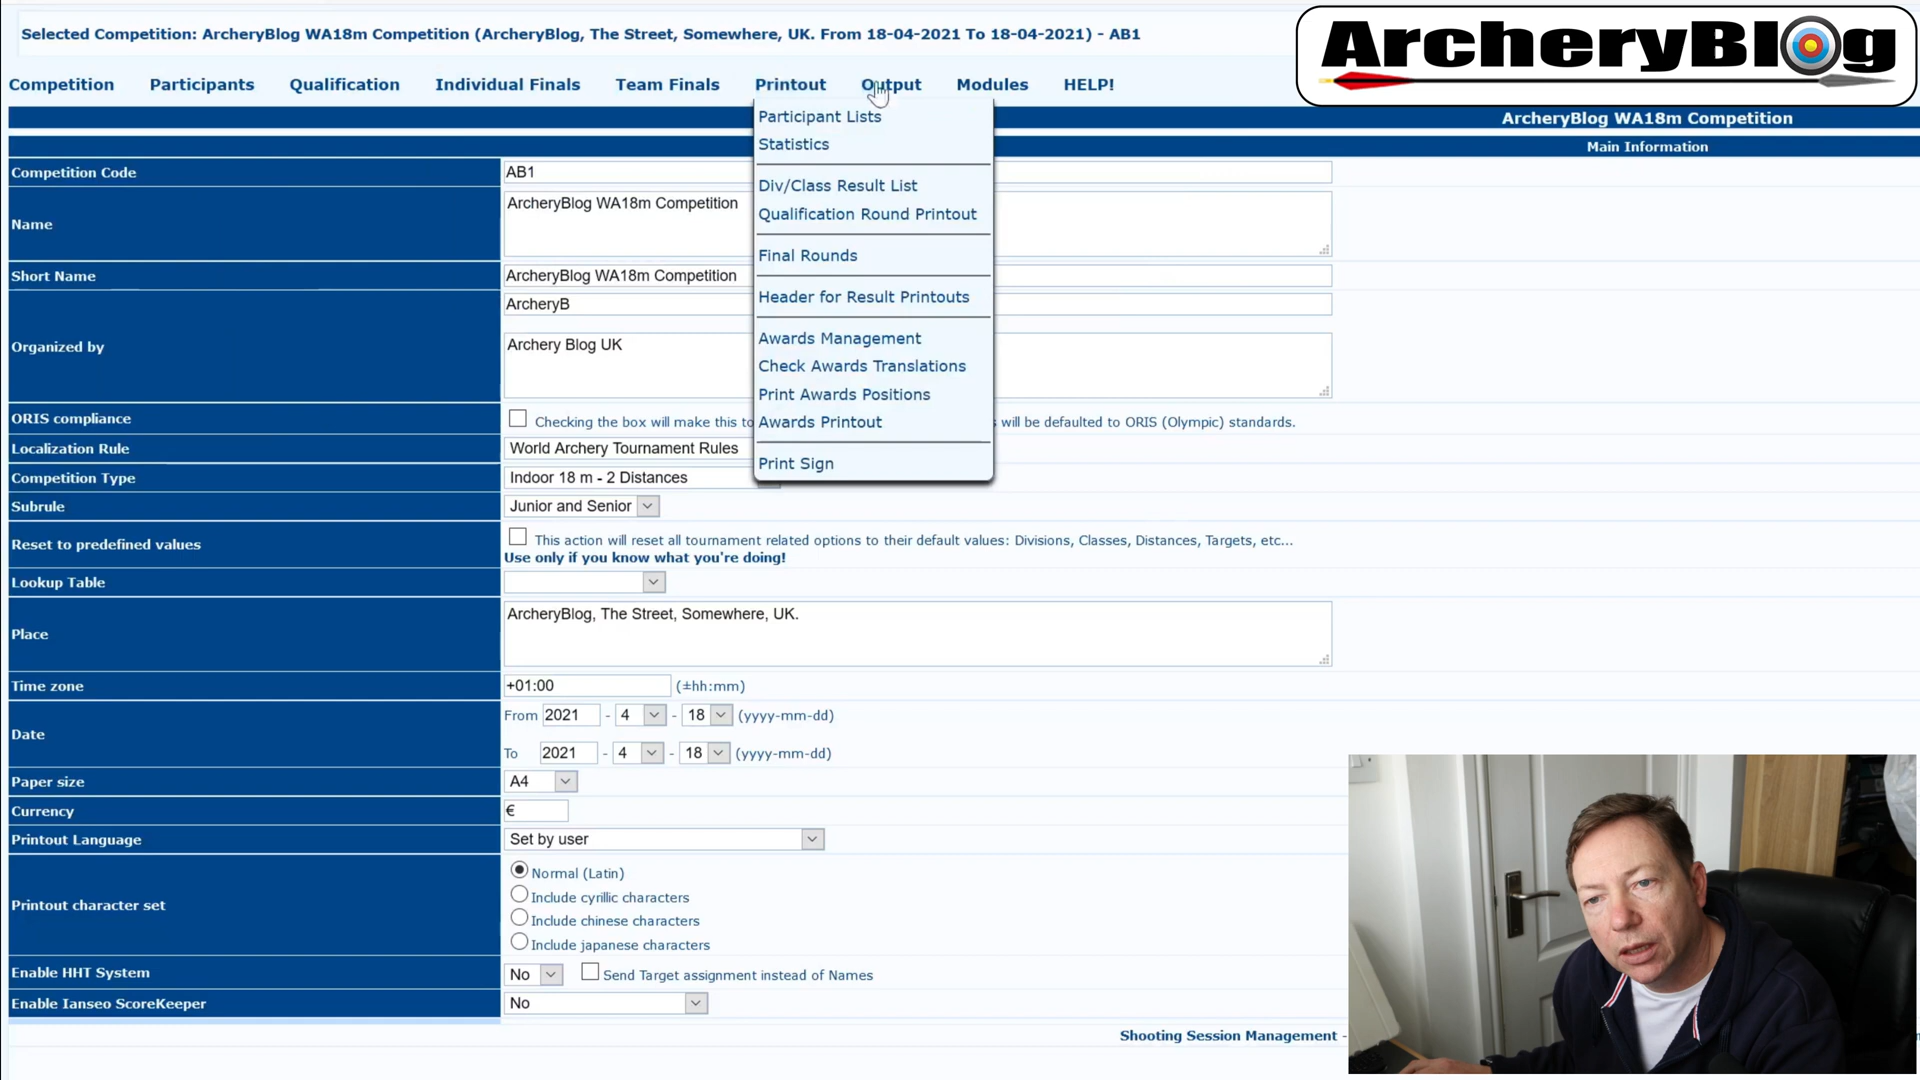 Selected Competition: ArcheryBlog WA18m Competition (ArcheryBlog, The Street, Somewhere, UK. From 18-04-2021 To 18-04-2021) - AB1
ArcheryBlog
Competition Participants Qualification Individual Finals Team Finals Printout Output Modules HELP!
Participant Lists
Statistics
Div/Class Result List
Qualification Round Printout
Final Rounds
Header for Result Printouts
Awards Management
Check Awards Translations
Print Awards Positions
Awards Printout
Print Sign
ArcheryBlog WA18m Competition
Main Information
Competition Code AB1
Name ArcheryBlog WA18m Competition
Short Name ArcheryBlog WA18m Competition
Organized by ArcheryB
Archery Blog UK
ORIS compliance Checking the box will make this to will be defaulted to ORIS (Olympic) standards.
Localization Rule World Archery Tournament Rules
Competition Type Indoor 18 m - 2 Distances
Subrule Junior and Senior
Reset to predefined values This action will reset all tournament related options to their default values: Divisions, Classes, Distances, Targets, etc...
Use only if you know what you're doing!
Lookup Table
Place ArcheryBlog, The Street, Somewhere, UK.
Time zone +01:00 (±hh:mm)
Date From 2021 - 4 - 18 (yyyy-mm-dd)
To 2021 - 4 - 18 (yyyy-mm-dd)
Paper size A4
Currency €
Printout Language Set by user
Printout character set Normal (Latin)
Include cyrillic characters
Include chinese characters
Include japanese characters
Enable HHT System No Send Target assignment instead of Names
Enable Ianseo ScoreKeeper No
Shooting Session Management -